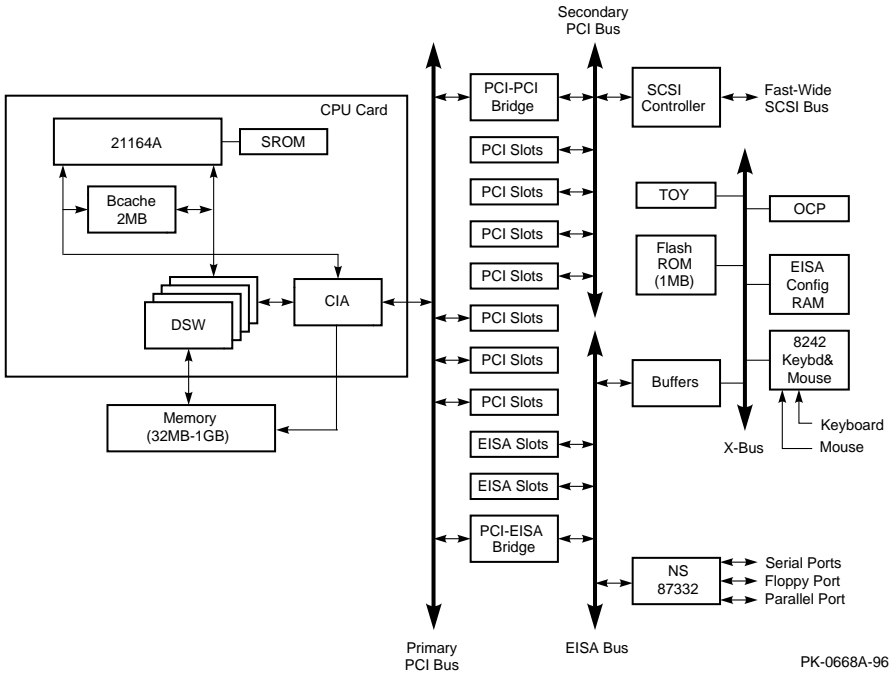 Secondary
PCI Bus
CPU Card
21164A
SROM
Bcache
2MB
DSW
CIA
Memory
(32MB-1GB)
PCI-PCI
Bridge
PCI Slots
PCI Slots
PCI Slots
PCI Slots
PCI Slots
PCI Slots
PCI Slots
EISA Slots
EISA Slots
PCI-EISA
Bridge
SCSI
Controller
Fast-Wide
SCSI Bus
TOY
OCP
Flash
ROM
(1MB)
EISA
Config
RAM
8242
Keybd&
Mouse
Buffers
Keyboard
Mouse
X-Bus
NS
87332
Serial Ports
Floppy Port
Parallel Port
Primary
PCI Bus
EISA Bus
PK-0668A-96